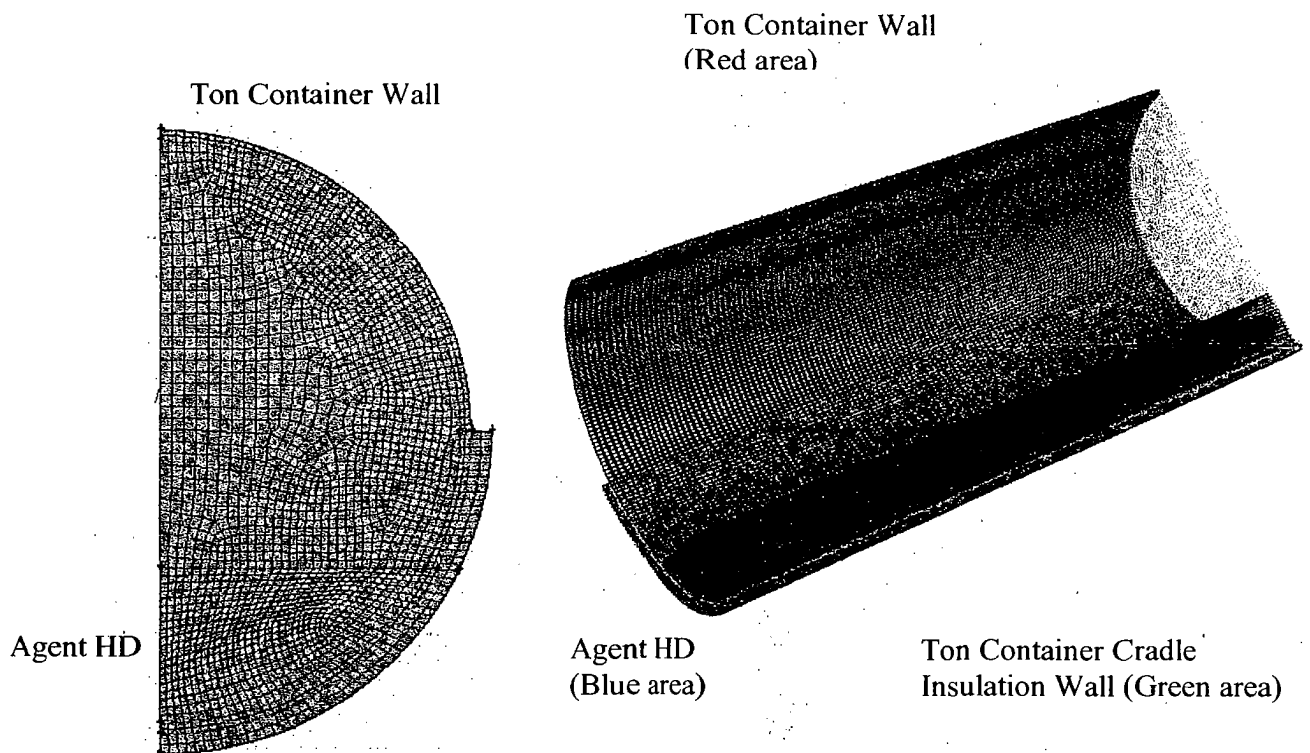 Ton Container Wall
(Red area)
Ton Container Wall
Agent HD
Agent HD
(Blue area)
Ton Container Cradle
Insulation Wall (Green area)